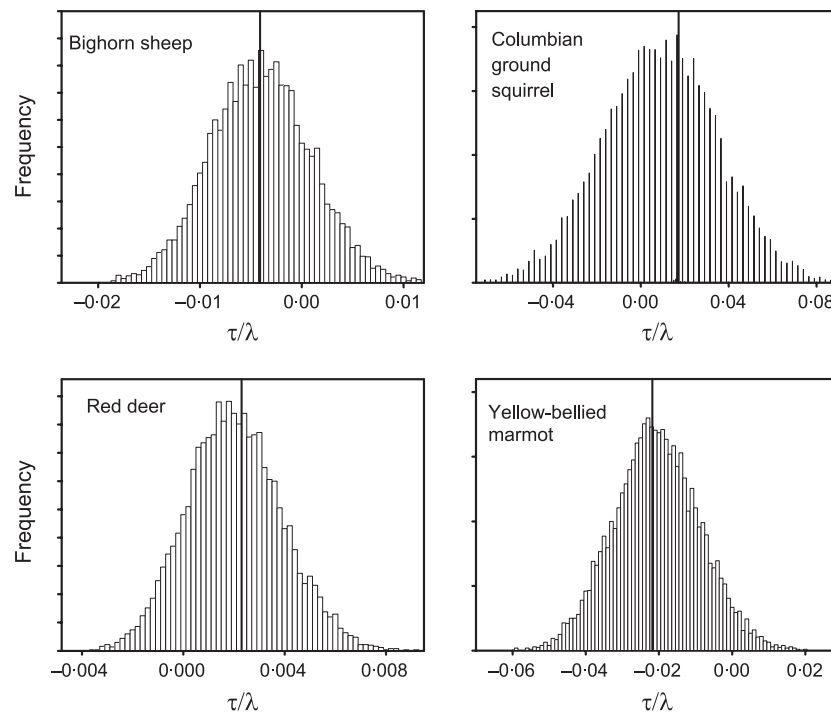 Bighorn sheep
Frequency
–0·02 –0·01 0·00 0·01
τ/λ
Columbian
ground
squirrel
–0·04 0·00 0·04 0·08
τ/λ
Red deer
Frequency
–0·004 0·000 0·004 0·008
τ/λ
Yellow-bellied
marmot
–0·06 –0·04 –0·02 0·00 0·02
τ/λ